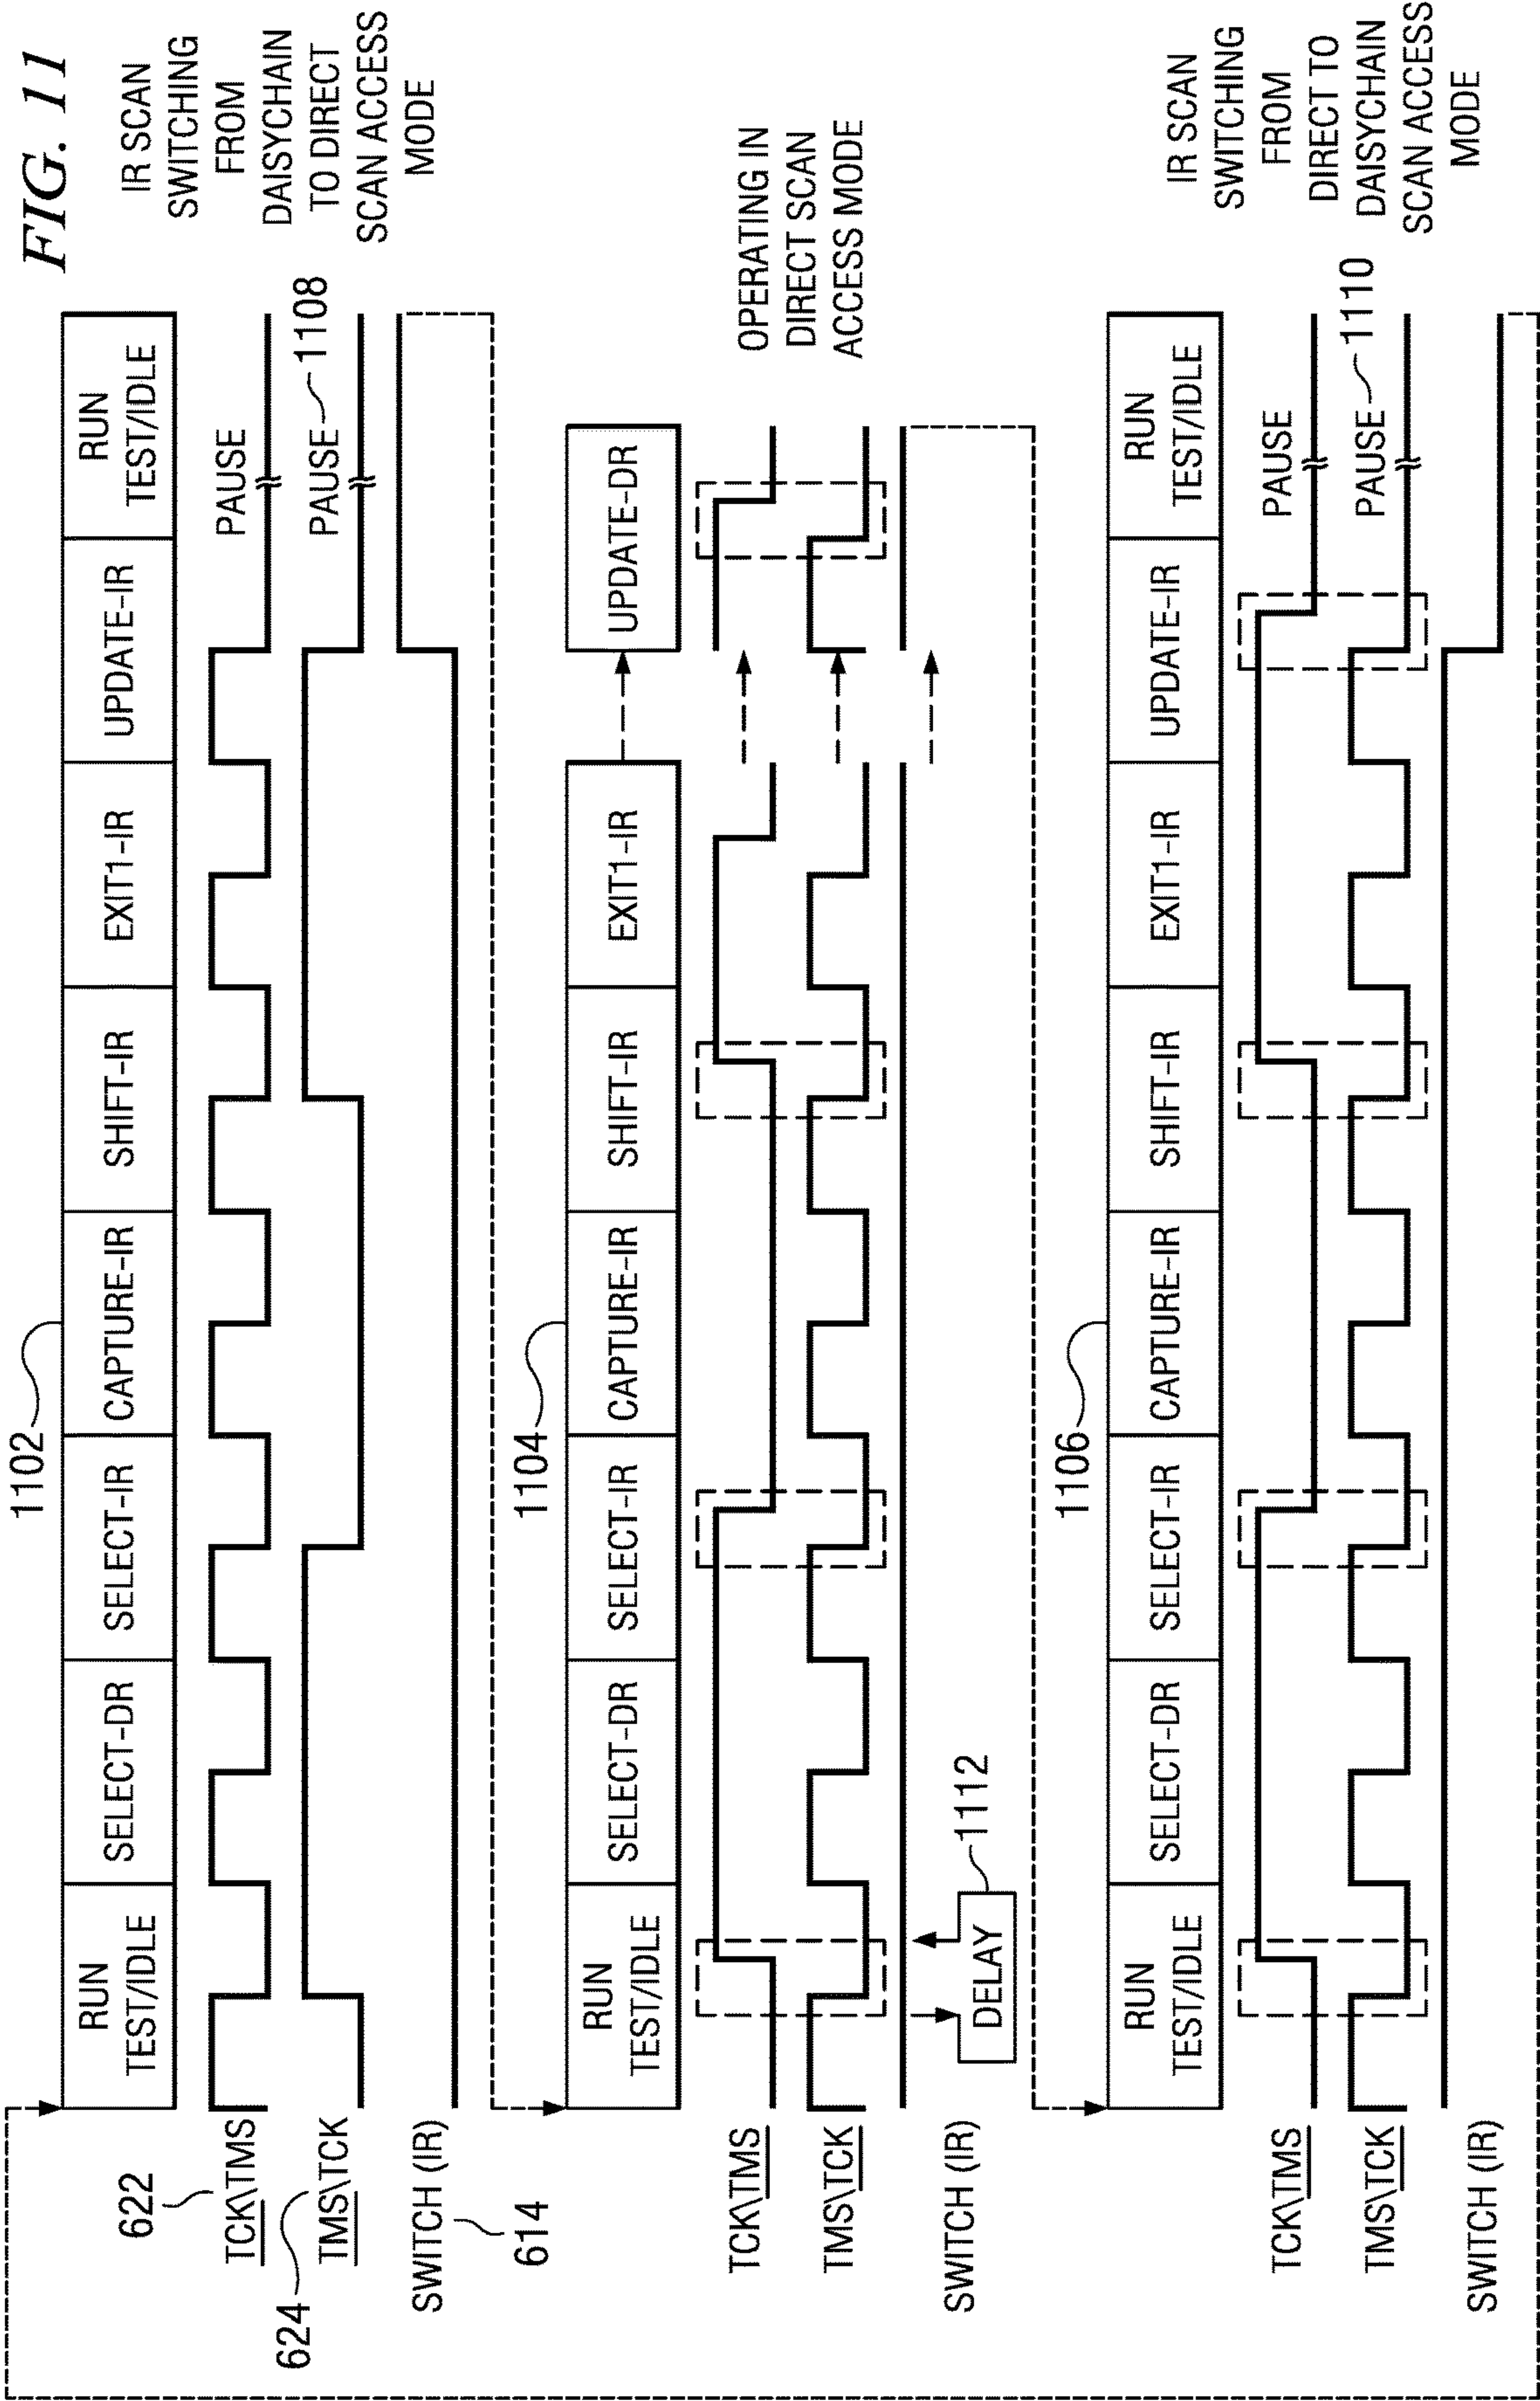 FIG. 11
1102
RUN
TEST/IDLE
SELECT-DR
SELECT-IR
CAPTURE-IR
SHIFT-IR
EXIT1-IR
UPDATE-IR
RUN
TEST/IDLE
IR SCAN
SWITCHING
FROM
DAISYCHAIN
TO DIRECT
SCAN ACCESS
MODE
622
TCK\TMS
PAUSE
624
TMS\TCK
PAUSE
1108
SWITCH (IR)
614
1104
RUN
TEST/IDLE
SELECT-DR
SELECT-IR
CAPTURE-IR
SHIFT-IR
EXIT1-IR
UPDATE-DR
OPERATING IN
DIRECT SCAN
ACCESS MODE
TCK\TMS
TMS\TCK
SWITCH (IR)
DELAY
1112
1106
RUN
TEST/IDLE
SELECT-DR
SELECT-IR
CAPTURE-IR
SHIFT-IR
EXIT1-IR
UPDATE-IR
RUN
TEST/IDLE
IR SCAN
SWITCHING
FROM
DIRECT TO
DAISYCHAIN
SCAN ACCESS
MODE
TCK\TMS
PAUSE
TMS\TCK
PAUSE
1110
SWITCH (IR)